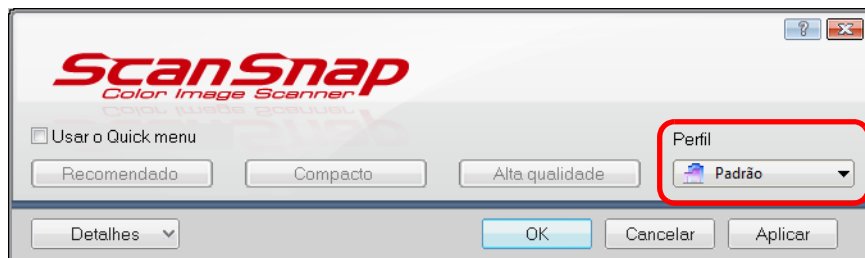 ScanSnap
Color Image Scanner
Usar o Quick menu
Perfil
Recomendado Compacto Alta qualidade Padrão
Detalhes OK Cancelar Aplicar